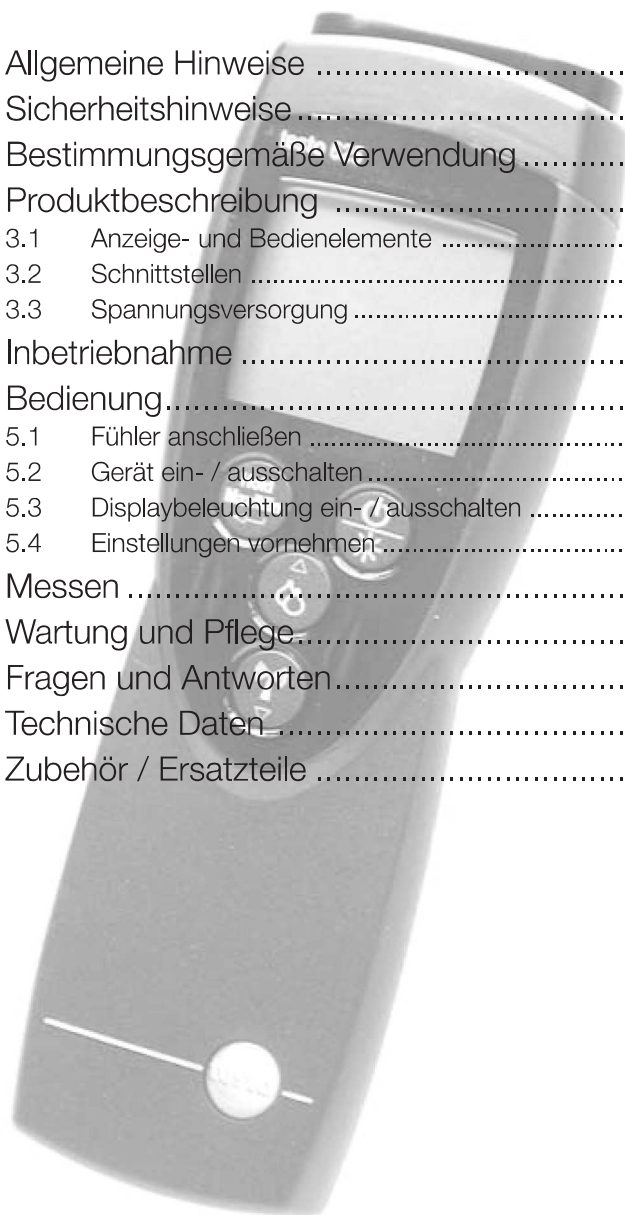 Allgemeine Hinweise ..............................
Sicherheitshinweise ................................
Bestimmungsgemäße Verwendung ..........
Produktbeschreibung ............................
3.1 Anzeige- und Bedienelemente ............................
3.2 Schnittstellen ............................................................
3.3 Spannungsversorgung ............................................
Inbetriebnahme ......................................
Bedienung ..............................................
5.1 Fühler anschließen ..................................................
5.2 Gerät ein- / ausschalten ..........................................
5.3 Displaybeleuchtung ein- / ausschalten ..............
5.4 Einstellungen vornehmen ......................................
Messen ..................................................
Wartung und Pflege ................................
Fragen und Antworten ............................
Technische Daten ..................................
Zubehör / Ersatzteile ..............................